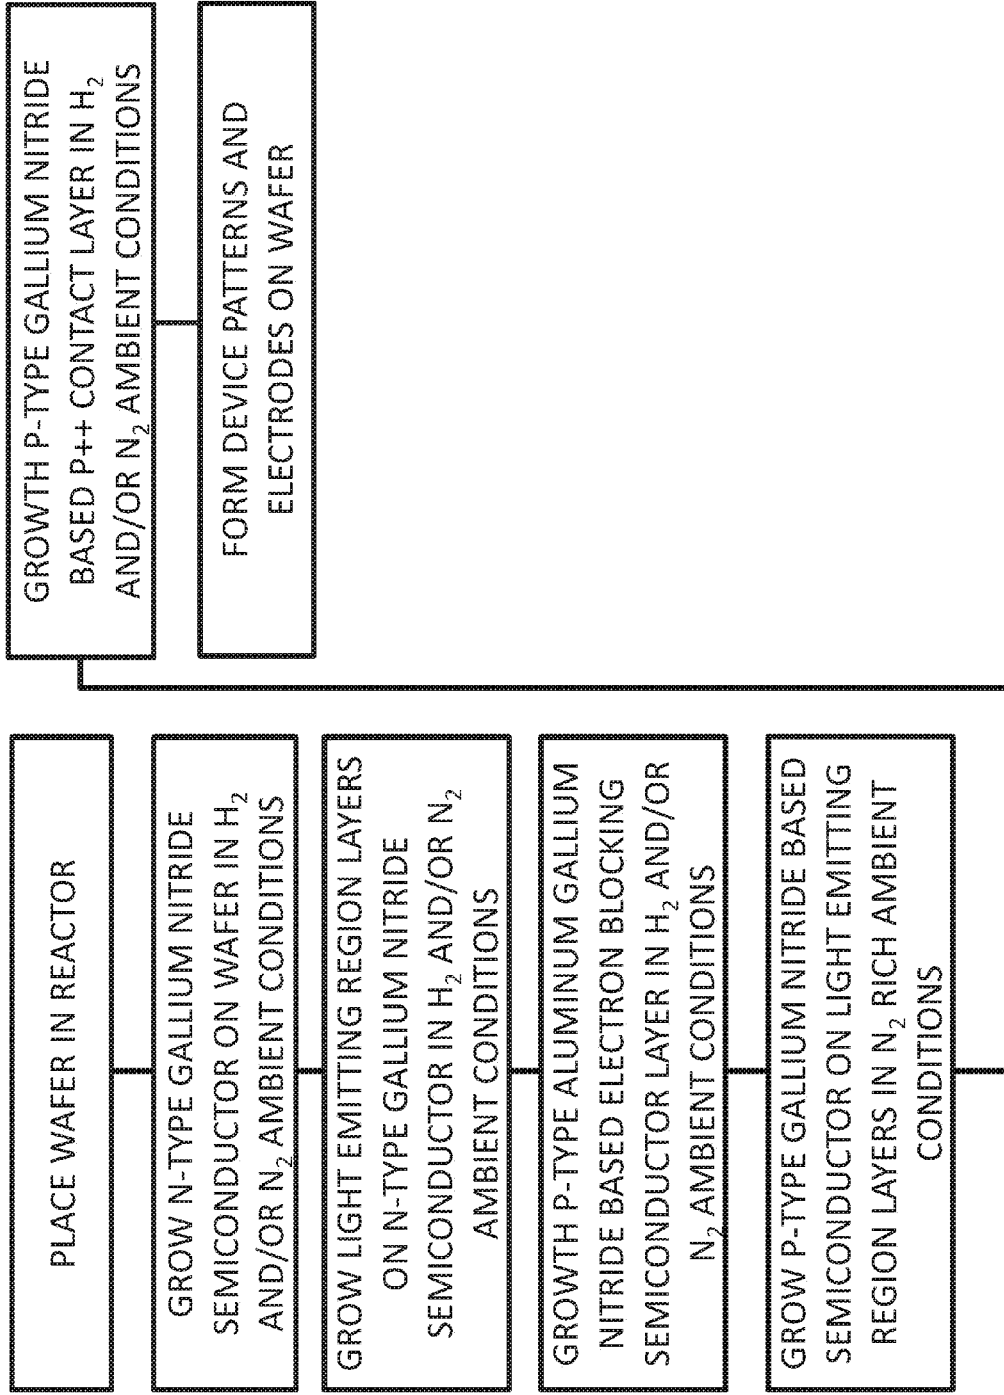 PLACE WAFER IN REACTOR
GROW N-TYPE GALLIUM NITRIDE
SEMICONDUCTOR ON WAFER IN H₂
AND/OR N₂ AMBIENT CONDITIONS
GROW LIGHT EMITTING REGION LAYERS
ON N-TYPE GALLIUM NITRIDE
SEMICONDUCTOR IN H₂ AND/OR N₂
AMBIENT CONDITIONS
GROWTH P-TYPE ALUMINUM GALLIUM
NITRIDE BASED ELECTRON BLOCKING
SEMICONDUCTOR LAYER IN H₂ AND/OR
N₂ AMBIENT CONDITIONS
GROW P-TYPE GALLIUM NITRIDE BASED
SEMICONDUCTOR ON LIGHT EMITTING
REGION LAYERS IN N₂ RICH AMBIENT
CONDITIONS
GROWTH P-TYPE GALLIUM NITRIDE
BASED P++ CONTACT LAYER IN H₂
AND/OR N₂ AMBIENT CONDITIONS
FORM DEVICE PATTERNS AND
ELECTRODES ON WAFER